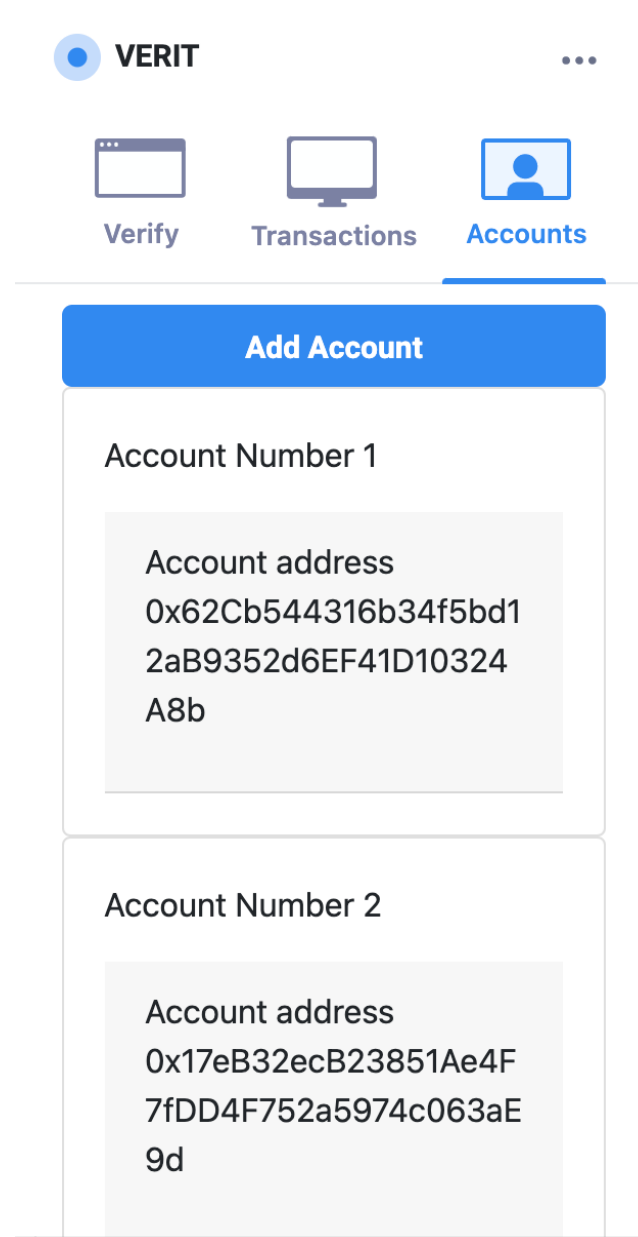 VERIT
Verify
Transactions
Accounts
Add Account
Account Number 1
Account address
0x62Cb544316b34f5bd1
2aB9352d6EF41D10324
A8b
Account Number 2
Account address
0x17eB32ecB23851Ae4F
7fDD4F752a5974c063aE
9d